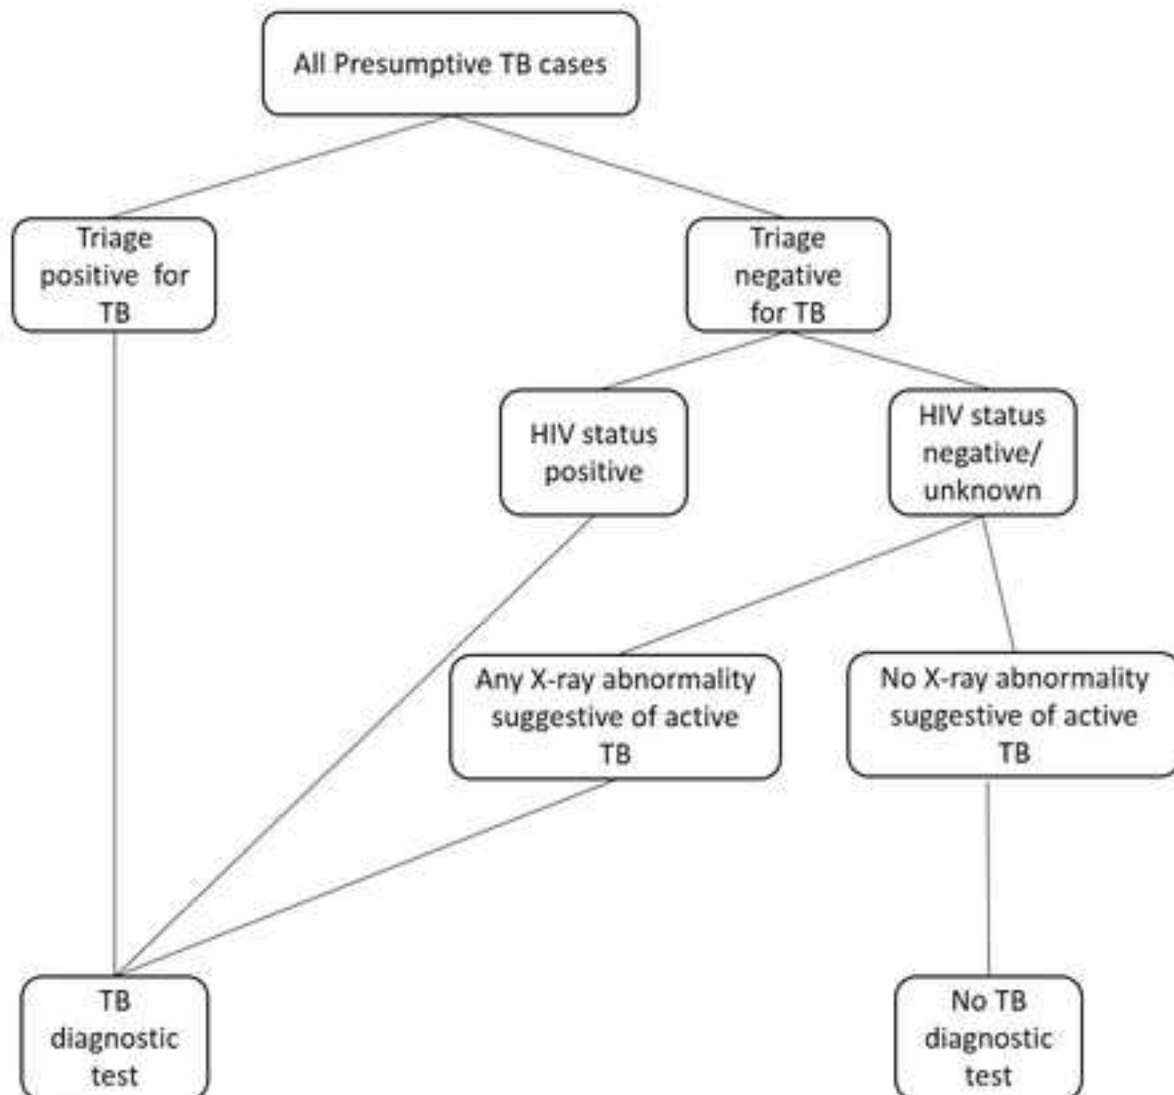 All Presumptive TB cases
Triage
positive for
TB
Triage
negative
for TB
HIV status
positive
HIV status
negative/
unknown
Any X-ray abnormality
suggestive of active
TB
No X-ray abnormality
suggestive of active
TB
TB
diagnostic
test
No TB
diagnostic
test